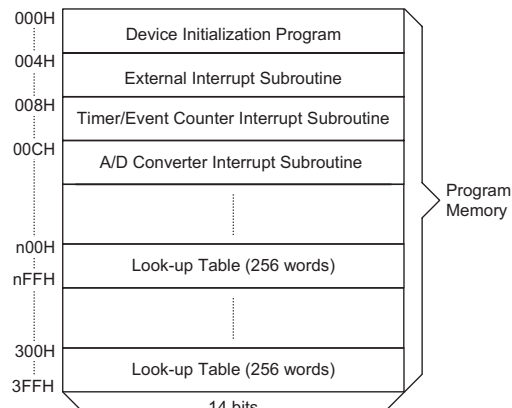 000H
Device Initialization Program
004H
External Interrupt Subroutine
008H
Timer/Event Counter Interrupt Subroutine
00CH
A/D Converter Interrupt Subroutine
Program
Memory
n00H
Look-up Table (256 words)
nFFH
300H
Look-up Table (256 words)
3FFH
14 bits